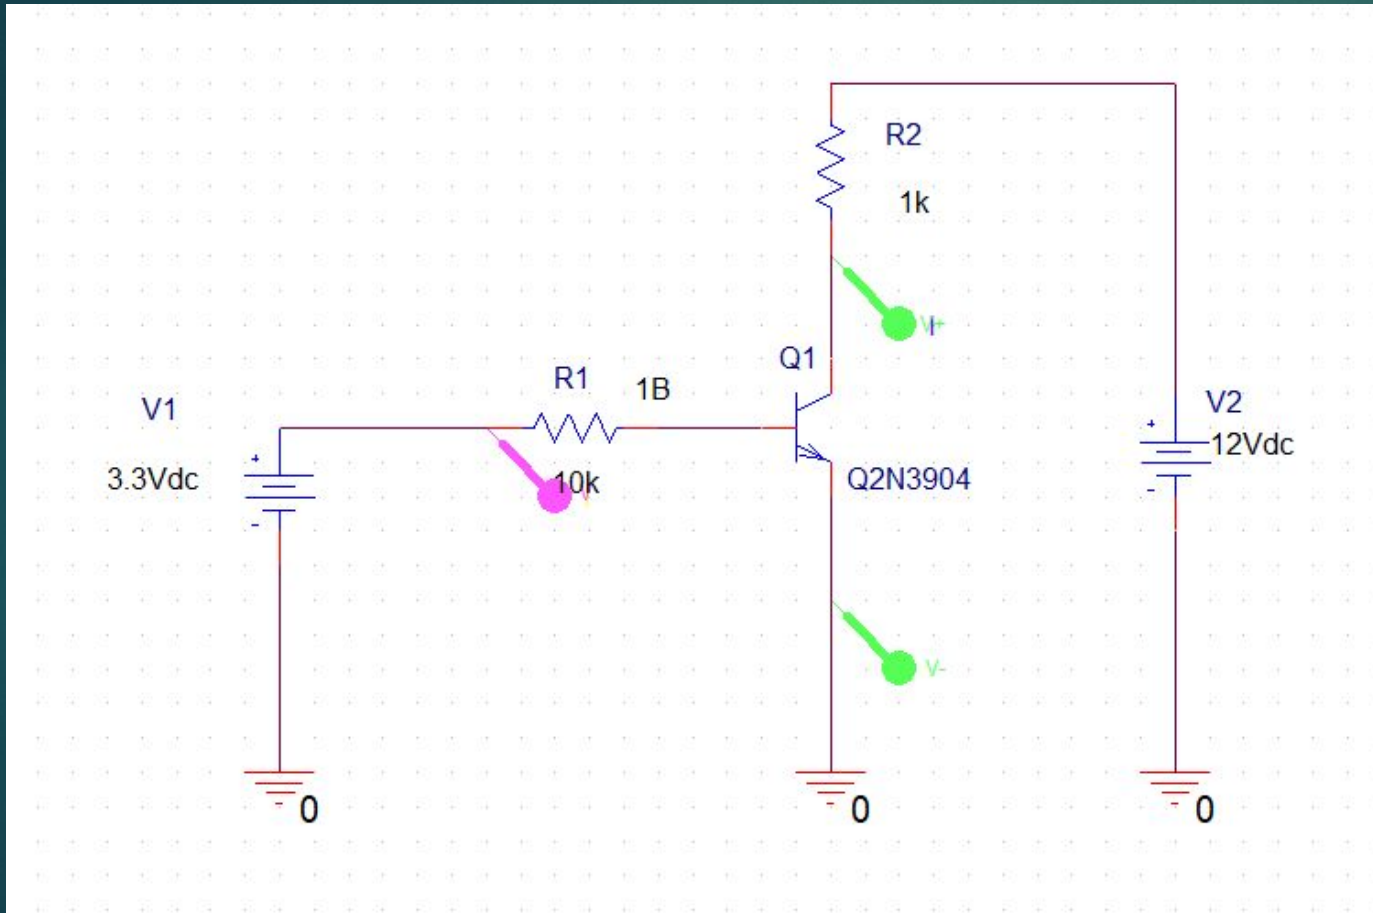 R2
1k
V+
I
Q1
R1
1B
V1
V2
+
+
12Vdc
3.3Vdc
10k
Q2N3904
-
-
V-
0
0
0